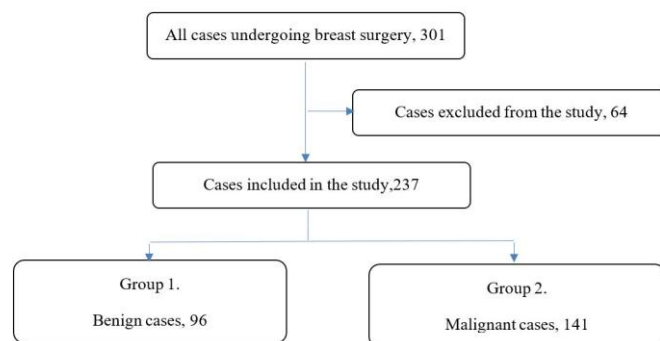 All cases undergoing breast surgery, 301
Cases excluded from the study, 64
Cases included in the study,237
Group 1.
Benign cases, 96
Group 2.
Malignant cases, 141